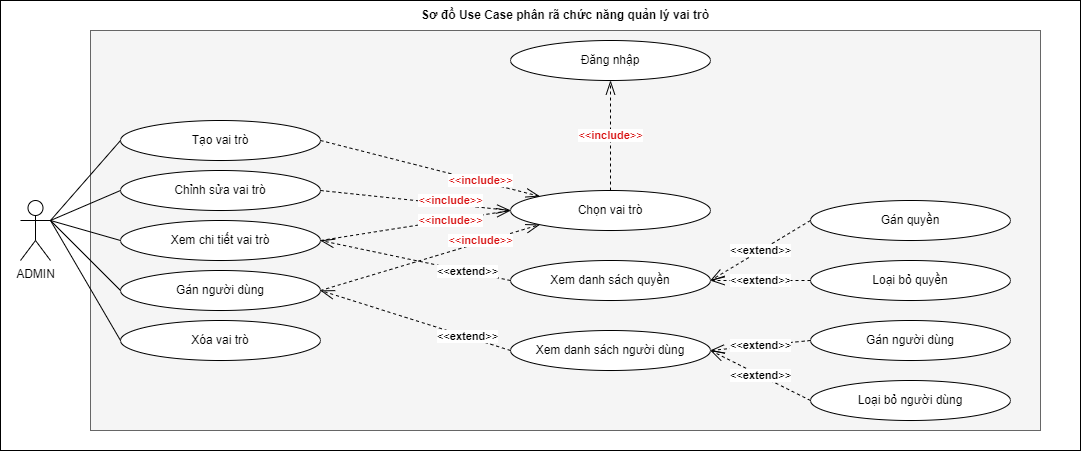 Sơ đồ Use Case phân rã chức năng quản lý vai trò
Đăng nhập
<<include>>
Tạo vai trò
<<include>>
Chỉnh sửa vai trò
<<include>>
Chọn vai trò
<<include>>
Gán quyền
Xem chi tiết vai trò
<<include>>
<<extend>>
ADMIN
<<extend>>
Xem danh sách quyền
<<extend>>
Loại bỏ quyền
Gán người dùng
<<extend>>
Xóa vai trò
Xem danh sách người dùng
<<extend>>
Gán người dùng
<<extend>>
Loại bỏ người dùng